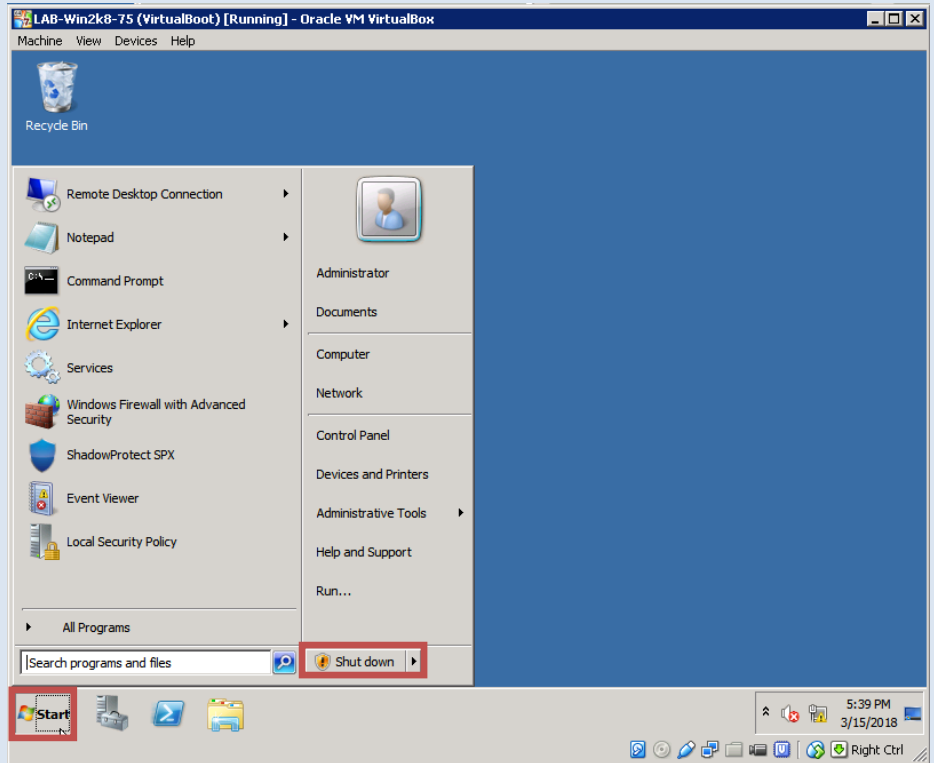 LAB-Win2k8-75 (VirtualBoot) [Running] - Oracle VM VirtualBox
Machine View Devices Help
Recycle Bin
Remote Desktop Connection
Notepad
Command Prompt
Internet Explorer
Services
Windows Firewall with Advanced
Security
ShadowProtect SPX
Event Viewer
Local Security Policy
All Programs
Search programs and files
Administrator
Documents
Computer
Network
Control Panel
Devices and Printers
Administrative Tools
Help and Support
Run...
Shut down
Start
5:39 PM
3/15/2018
Right Ctrl